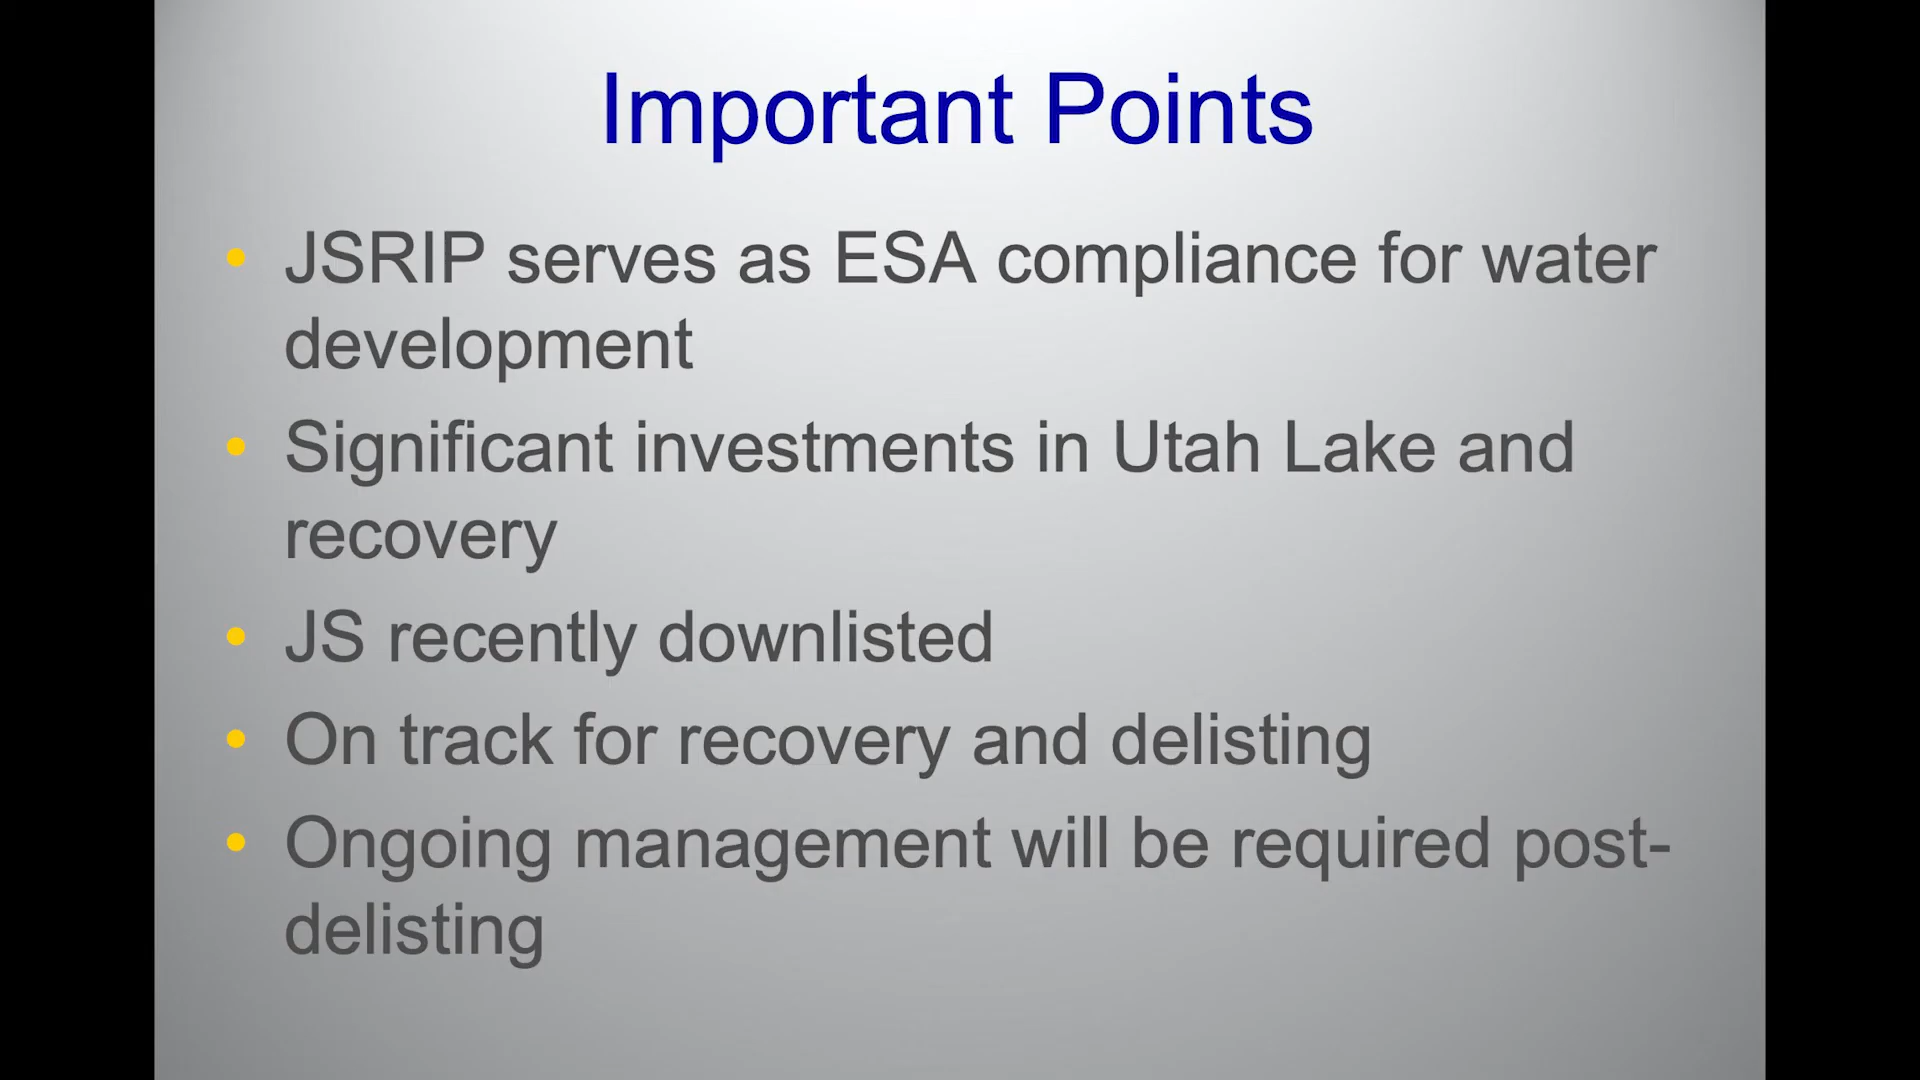 Important Points
• JSRIP serves as ESA compliance for water
development
• Significant investments in Utah Lake and
recovery
• JS recently downlisted
• On track for recovery and delisting
• Ongoing management will be required post-
delisting